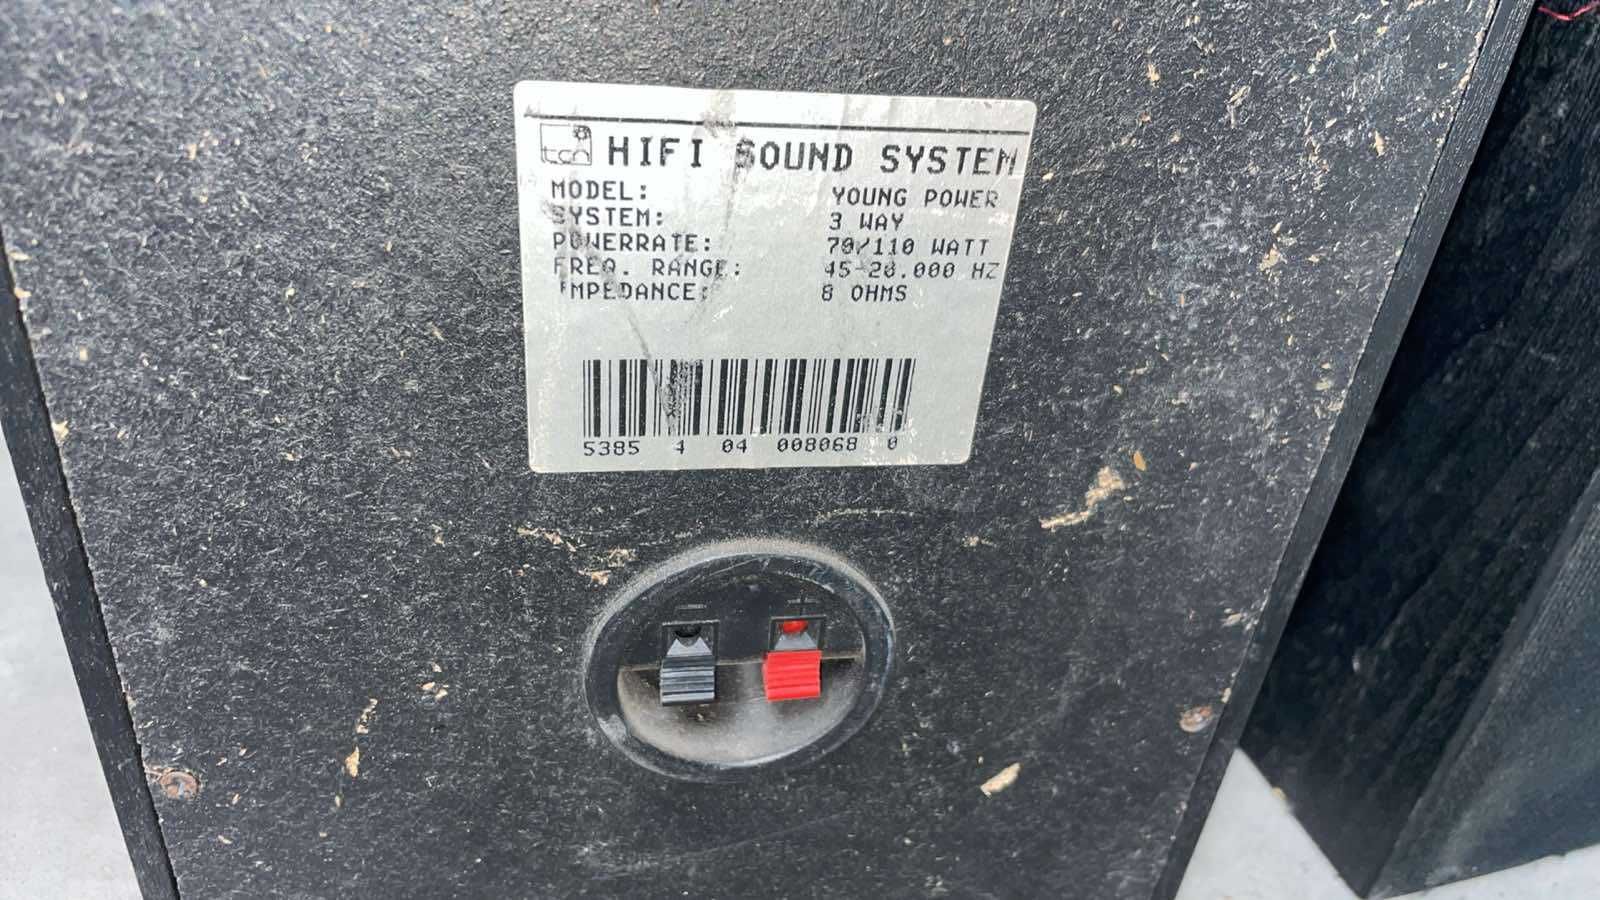 tcn HIFI SOUND SYSTEM
MODEL: YOUNG POWER
SYSTEM: 3 WAY
POWERRATE: 70/110 WATT
FREQ. RANGE: 45-20.000 HZ
IMPEDANCE: 8 OHMS
5385 4 04 008068 0